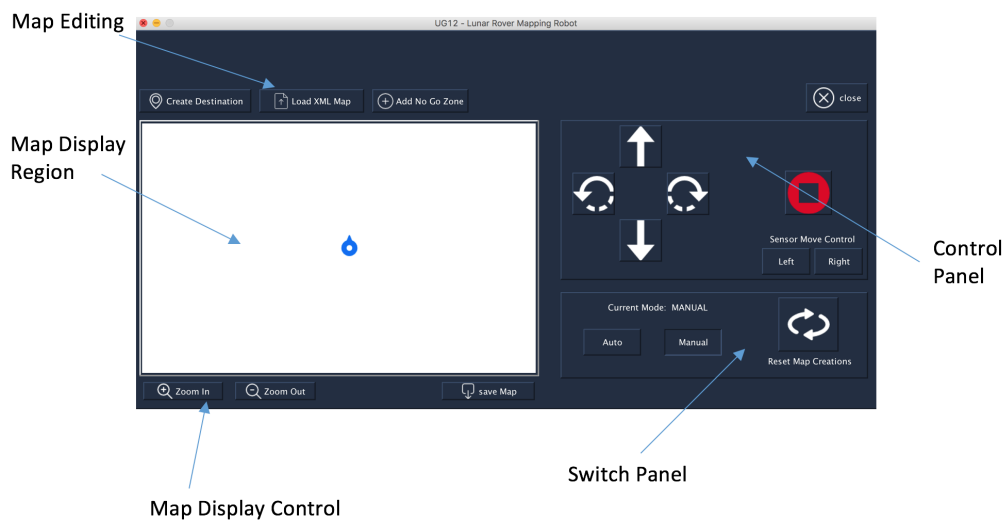 Map Editing
UG12 - Lunar Rover Mapping Robot
Create Destination
Load XML Map
Add No Go Zone
close
Map Display
Region
Sensor Move Control
Left
Right
Control
Panel
Current Mode: MANUAL
Auto
Manual
Reset Map Creations
Zoom In
Zoom Out
save Map
Switch Panel
Map Display Control